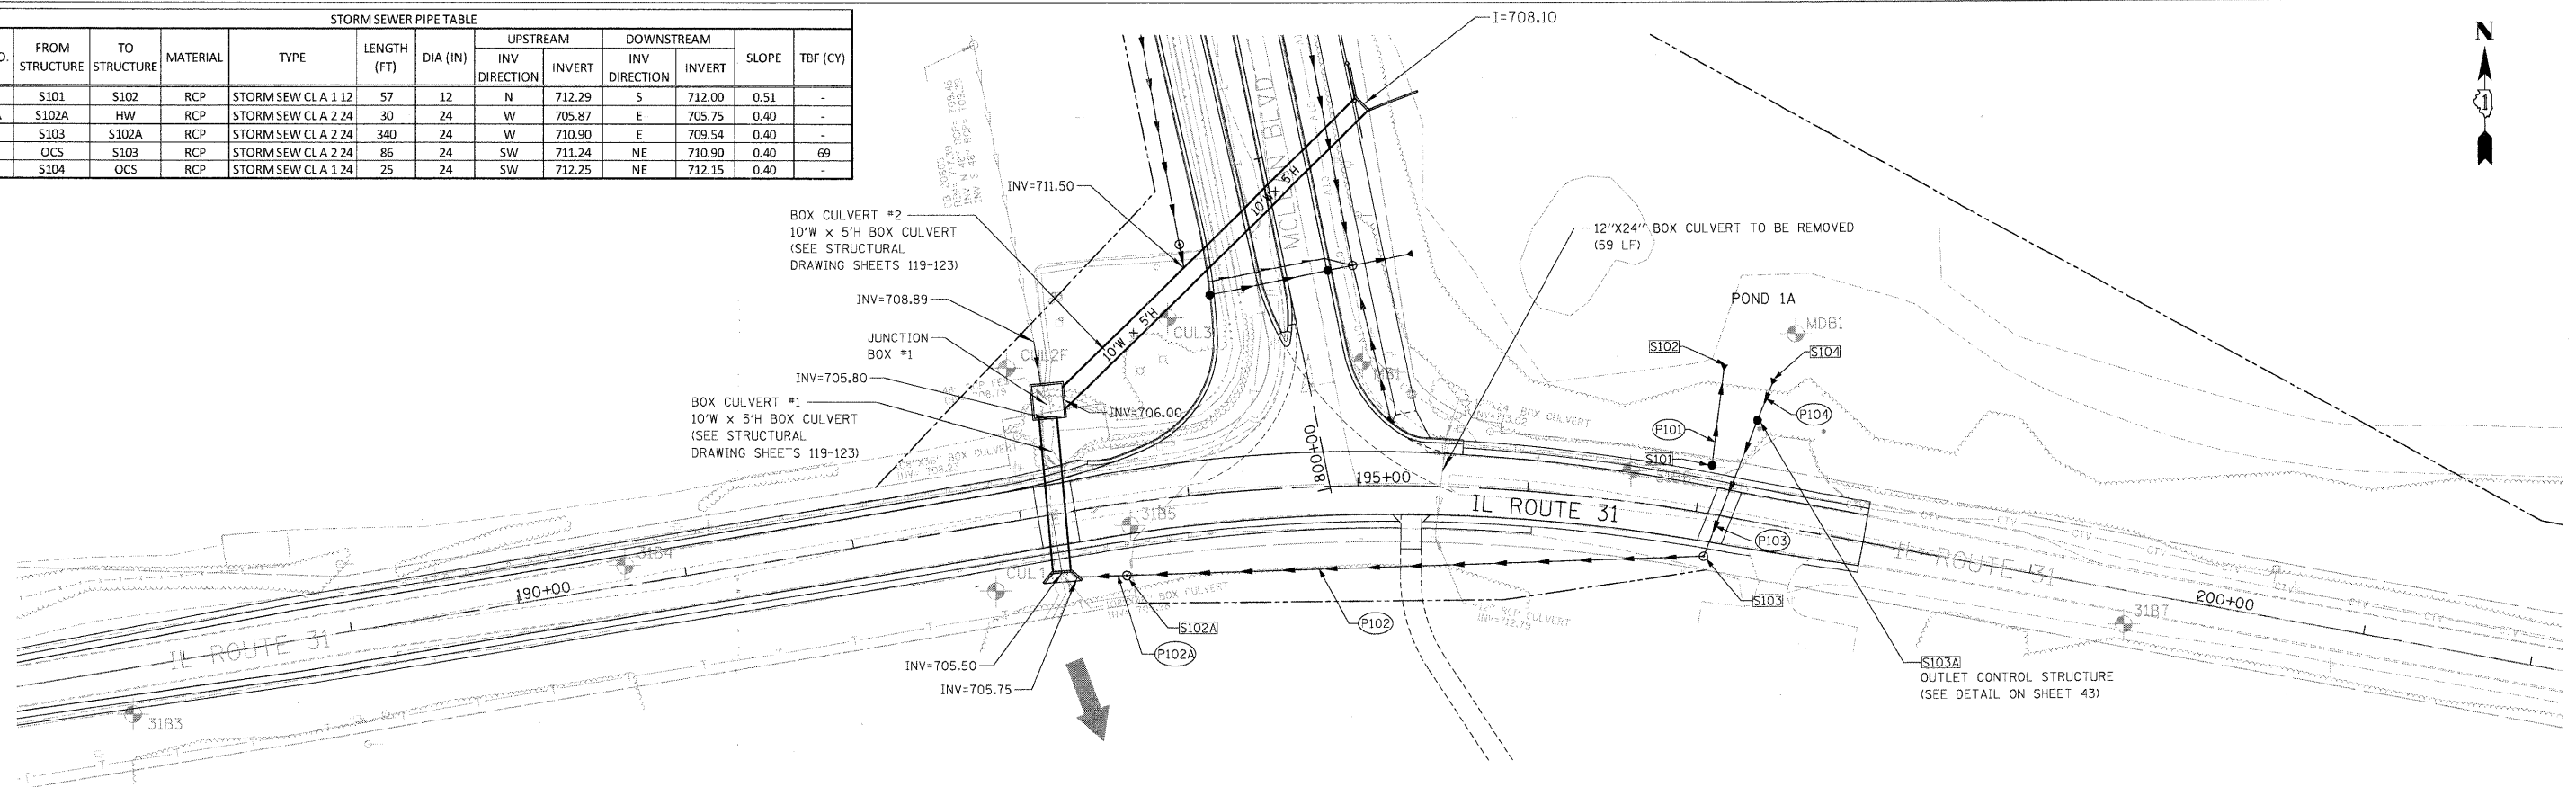 STORM SEWER PIPE TABLE
FROM STRUCTURE TO STRUCTURE MATERIAL TYPE LENGTH (FT) DIA (IN) UPSTREAM DOWNSTREAM SLOPE TBF (CY)
INV DIRECTION INVERT INV DIRECTION INVERT
S101 S102 RCP STORM SEW CL A 1 12 57 12 N 712.29 S 712.00 0.51 -
S102A HW RCP STORM SEW CL A 2 24 30 24 W 705.87 E 705.75 0.40 -
S103 S102A RCP STORM SEW CL A 2 24 340 24 W 710.90 E 709.54 0.40 -
OCS S103 RCP STORM SEW CL A 2 24 86 24 SW 711.24 NE 710.90 0.40 69
S104 OCS RCP STORM SEW CL A 1 24 25 24 SW 712.25 NE 712.15 0.40 -
I=708.10
N
1
MCLEAN BLVD
INV=711.50
10'W x 5'H
BOX CULVERT #2
10'W x 5'H BOX CULVERT
(SEE STRUCTURAL
DRAWING SHEETS 119-123)
12"X24" BOX CULVERT TO BE REMOVED
(59 LF)
INV=708.89
POND 1A
MDB1
CUL3
JUNCTION
BOX #1
10'W x 5'H
CUL2F
S102
S104
INV=705.80
MB1
BOX CULVERT #1
10'W x 5'H BOX CULVERT
(SEE STRUCTURAL
DRAWING SHEETS 119-123)
INV=706.00
P104
P101
S101
800+00
195+00
IL ROUTE 31
31B5
31B4
P103
IL ROUTE 31
CUL1
190+00
S103
200+00
31B7
S102A
P102
P102A
IL ROUTE 31
12" RCP CULVERT
INV=712.79
INV=705.50
INV=705.75
S103A
OUTLET CONTROL STRUCTURE
(SEE DETAIL ON SHEET 43)
31B3